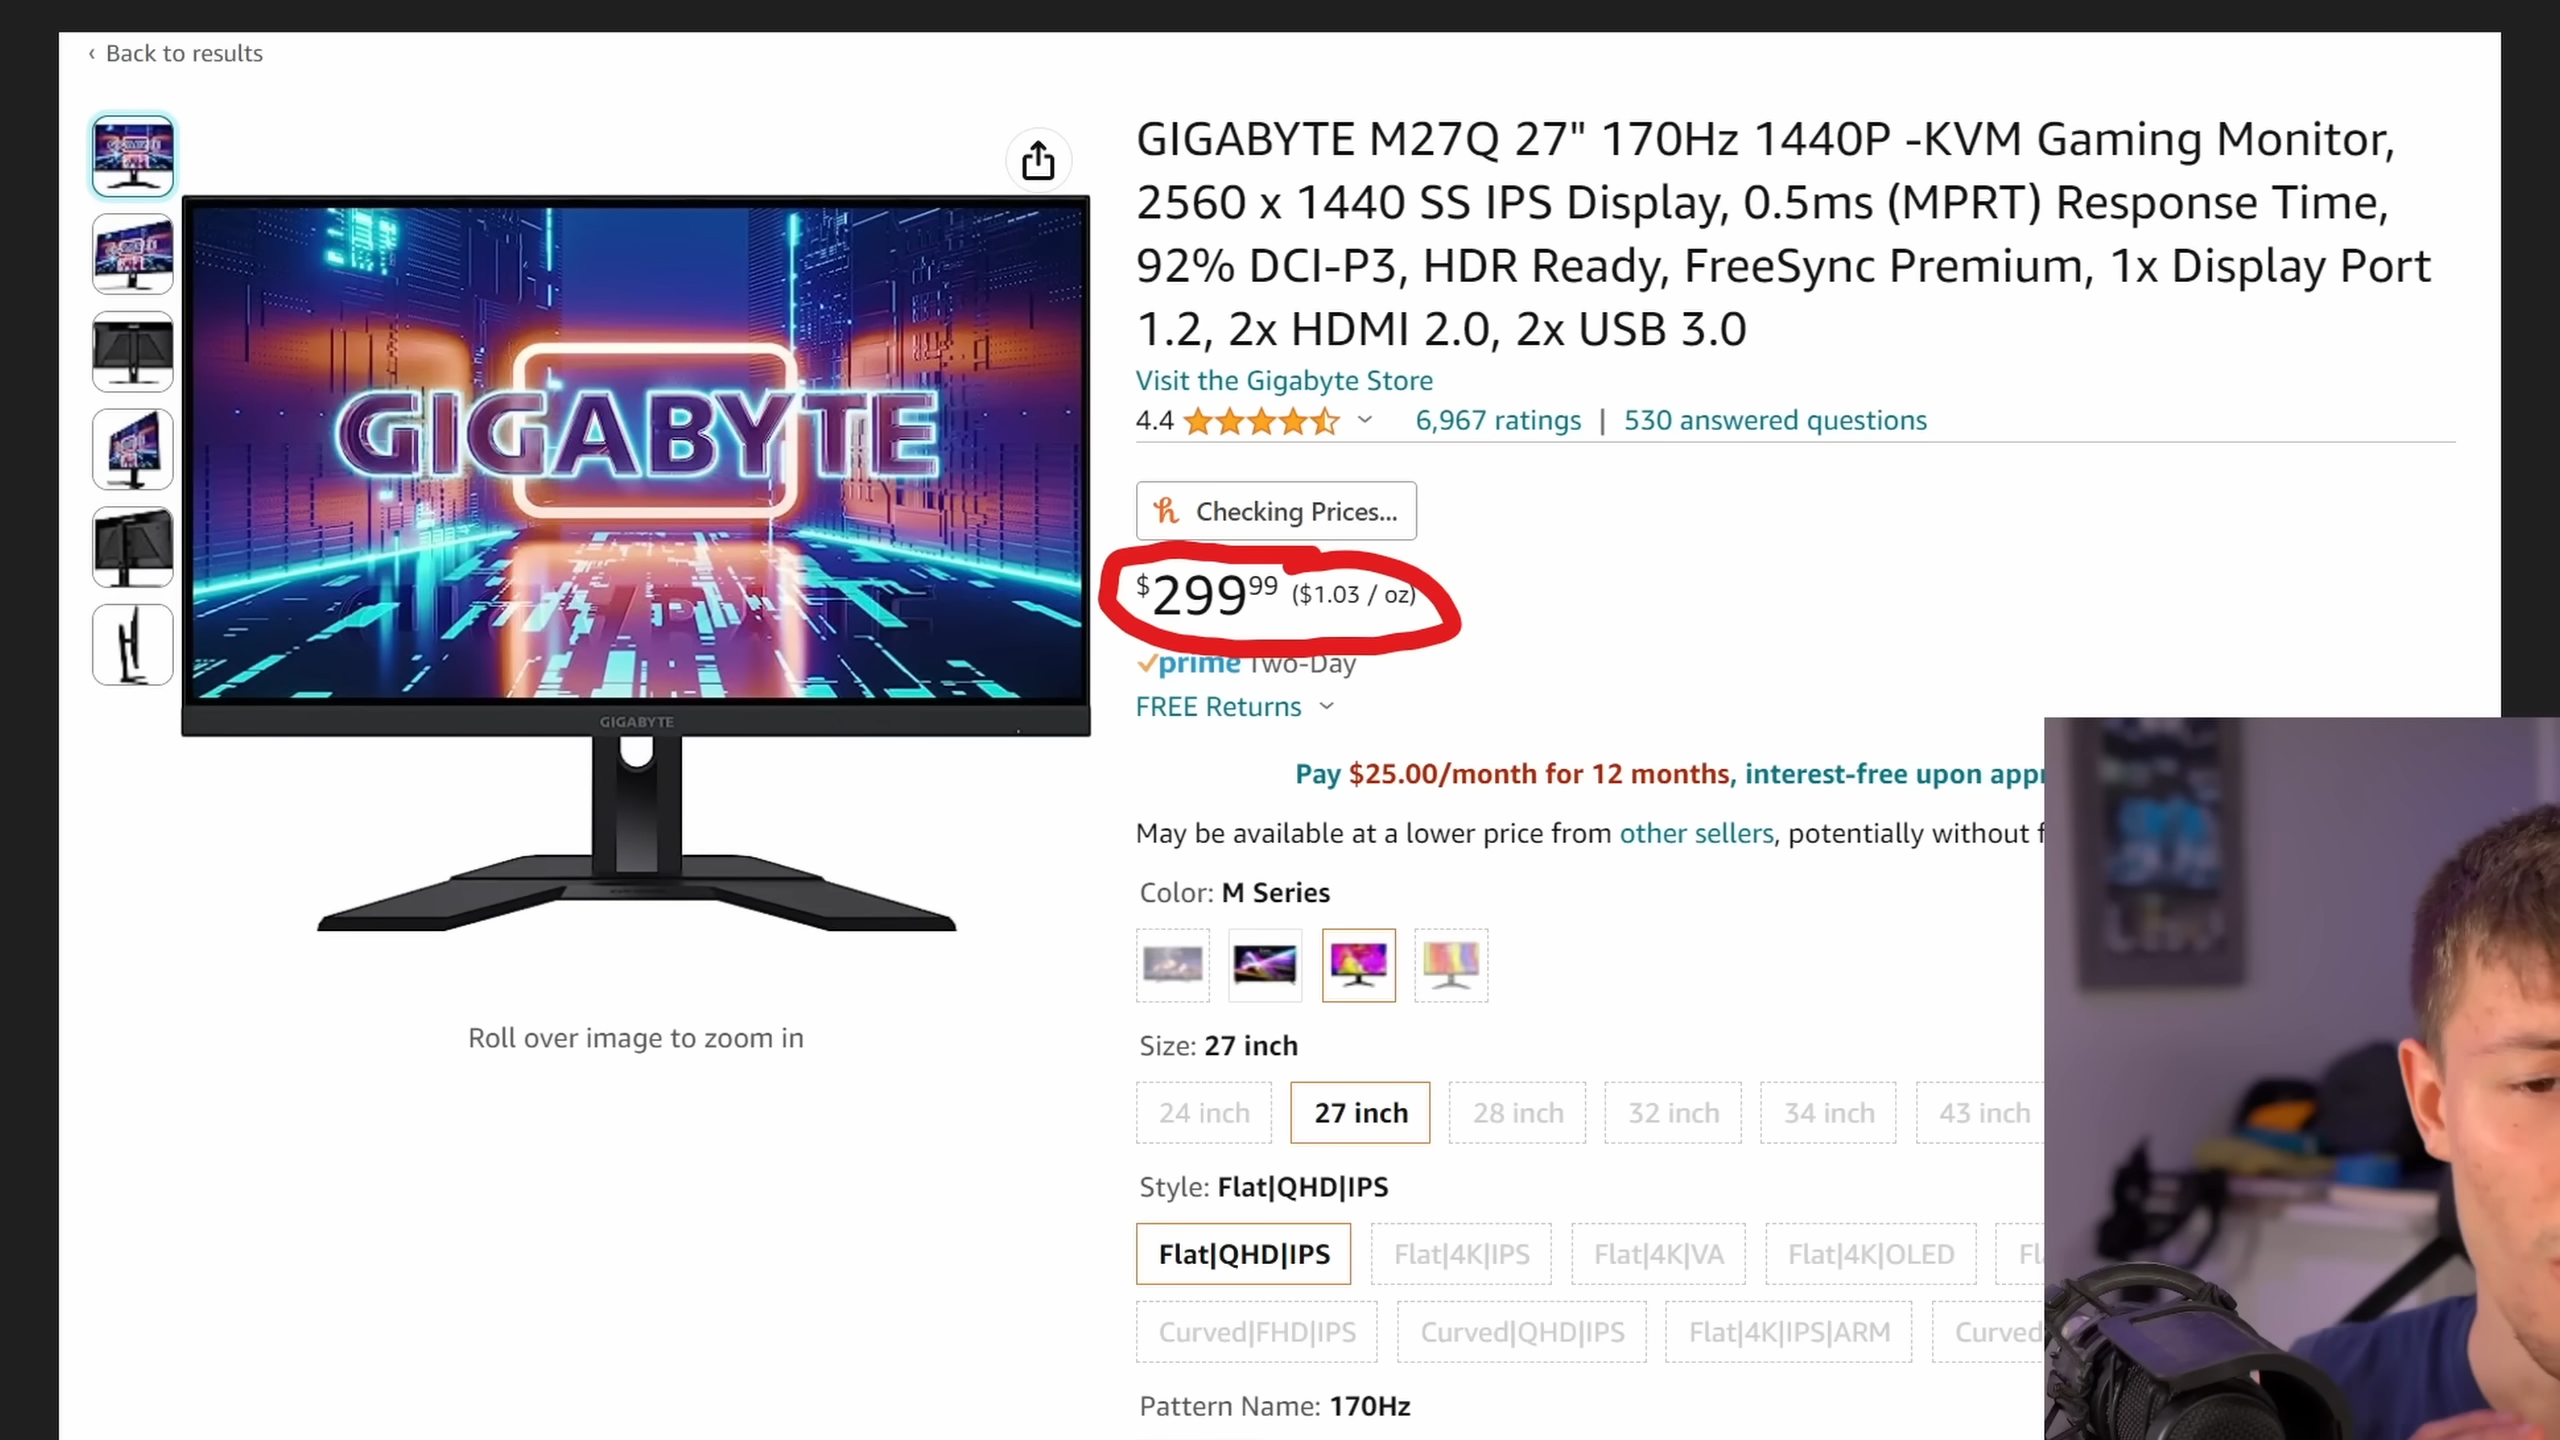 ‹ Back to results
GIGABYTE M27Q 27" 170Hz 1440P -KVM Gaming Monitor,
2560 x 1440 SS IPS Display, 0.5ms (MPRT) Response Time,
92% DCI-P3, HDR Ready, FreeSync Premium, 1x Display Port
1.2, 2x HDMI 2.0, 2x USB 3.0
Visit the Gigabyte Store
4.4 6,967 ratings | 530 answered questions
Checking Prices...
$299.99 ($1.03 / oz)
prime Two-Day
FREE Returns
Pay $25.00/month for 12 months, interest-free upon
May be available at a lower price from other sellers, potentially without
Color: M Series
Size: 27 inch
24 inch 27 inch 28 inch 32 inch 34 inch 43 inch
Style: Flat|QHD|IPS
Flat|QHD|IPS Flat|4K|IPS Flat|4K|VA Flat|4K|OLED
Curved|FHD|IPS Curved|QHD|IPS Flat|4K|IPS|ARM Curved
Pattern Name: 170Hz
GIGABYTE
GIGABYTE
Roll over image to zoom in